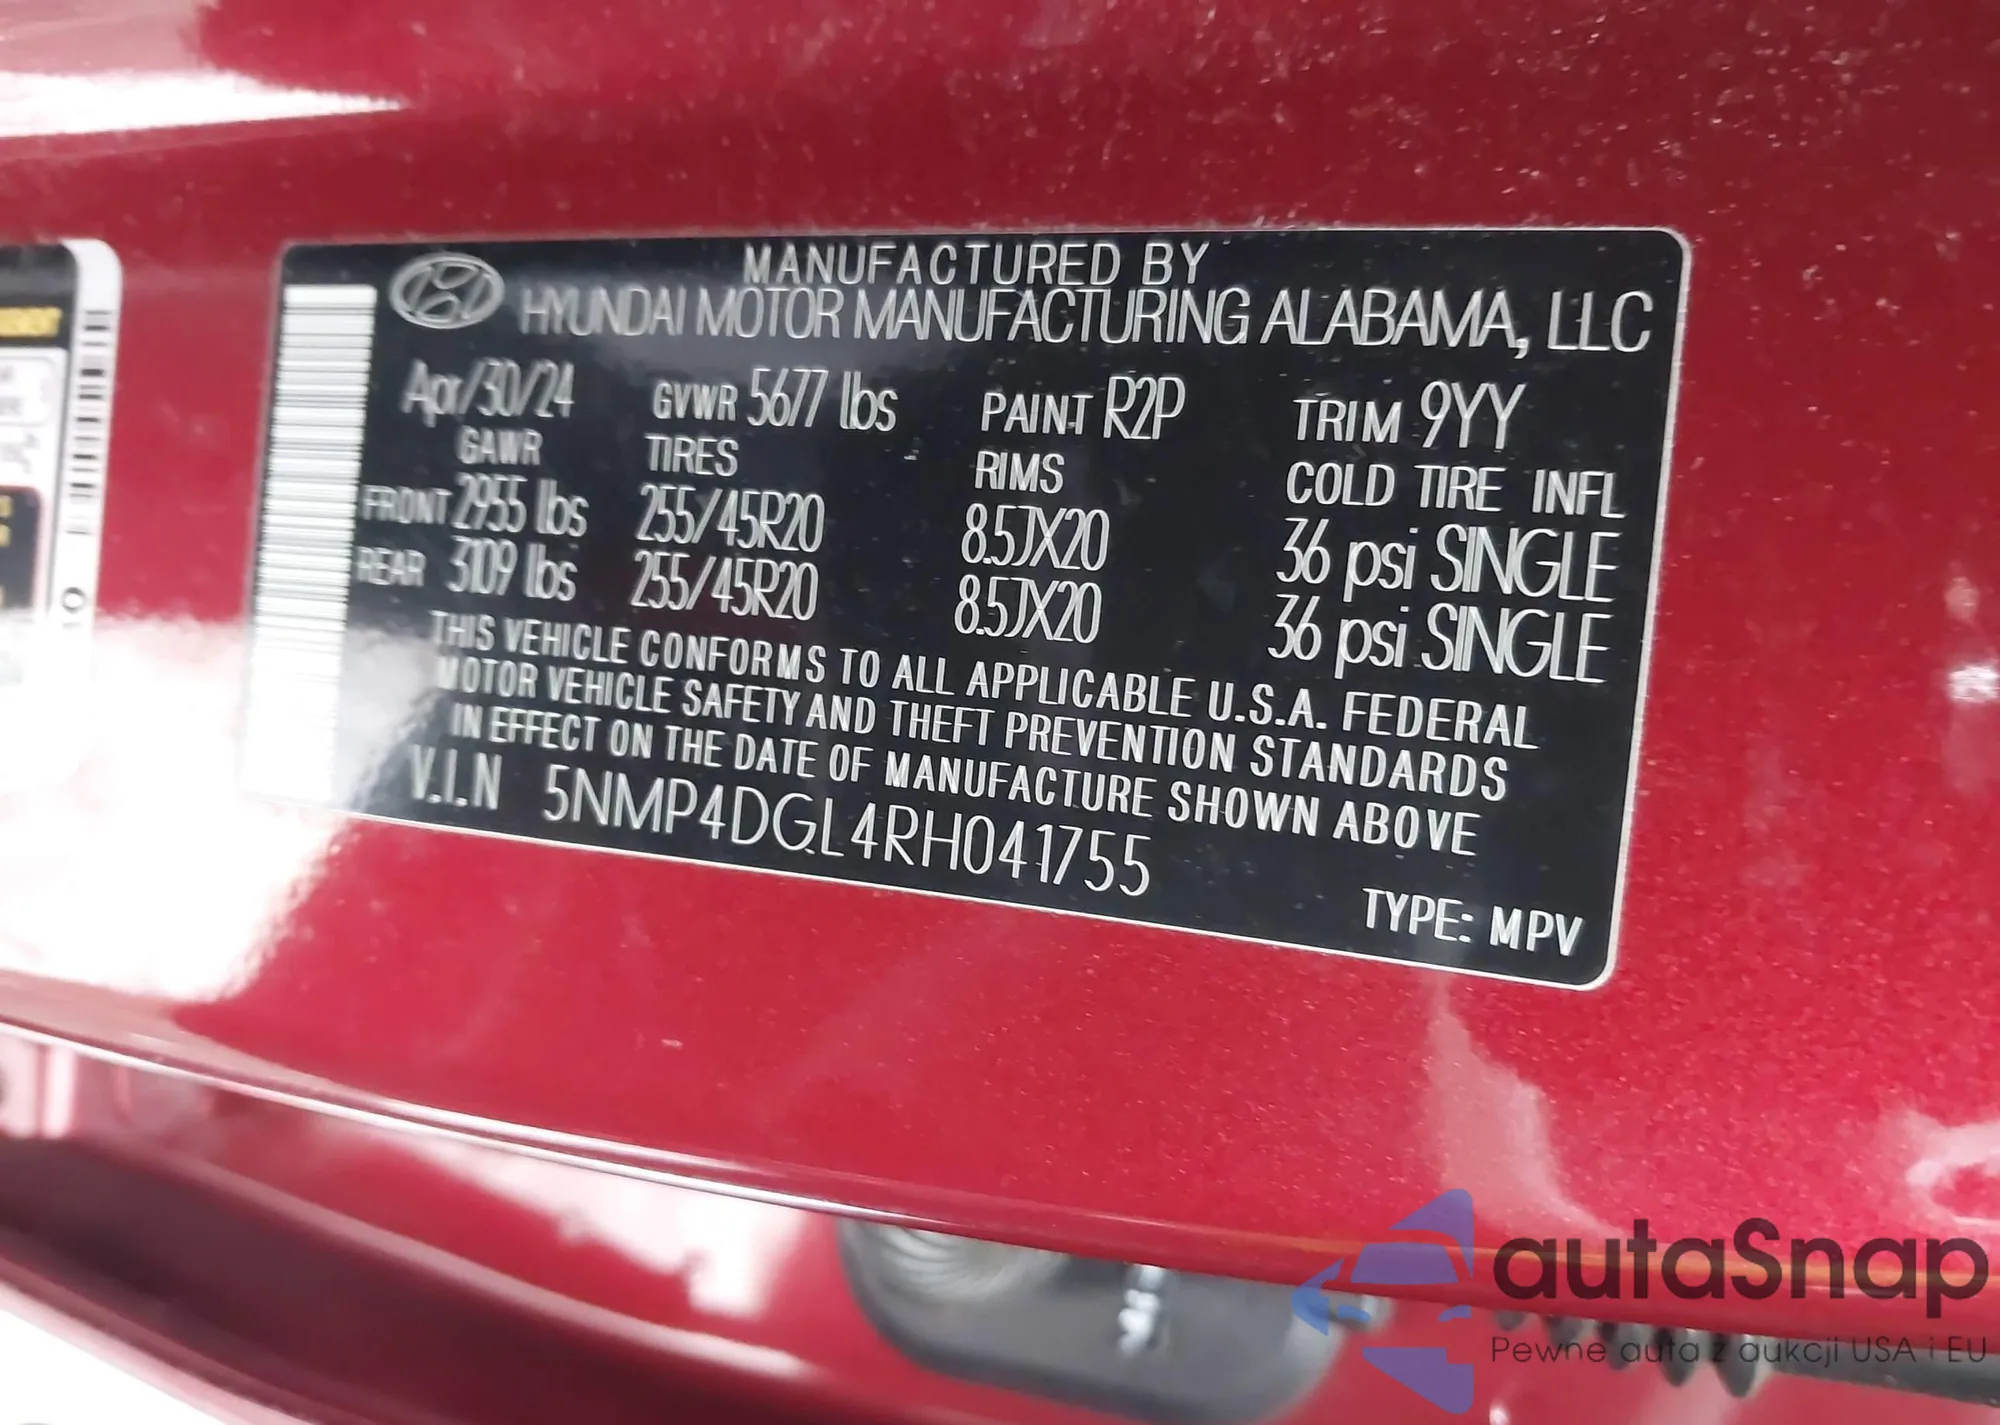 MANUFACTURED BY
HYUNDAI MOTOR MANUFACTURING ALABAMA, LLC
Apr/30/24 GVWR 5677 lbs PAINT R2P TRIM 9YY
GAWR TIRES RIMS COLD TIRE INFL
FRONT 2955 lbs 255/45R20 8.5JX20 36 psi SINGLE
REAR 3109 lbs 255/45R20 8.5JX20 36 psi SINGLE
THIS VEHICLE CONFORMS TO ALL APPLICABLE U.S.A. FEDERAL
MOTOR VEHICLE SAFETY AND THEFT PREVENTION STANDARDS
IN EFFECT ON THE DATE OF MANUFACTURE SHOWN ABOVE
V.I.N 5NMP4DGL4RH041755
TYPE: MPV
autaSnap
Pewne auta z aukcji USA i EU